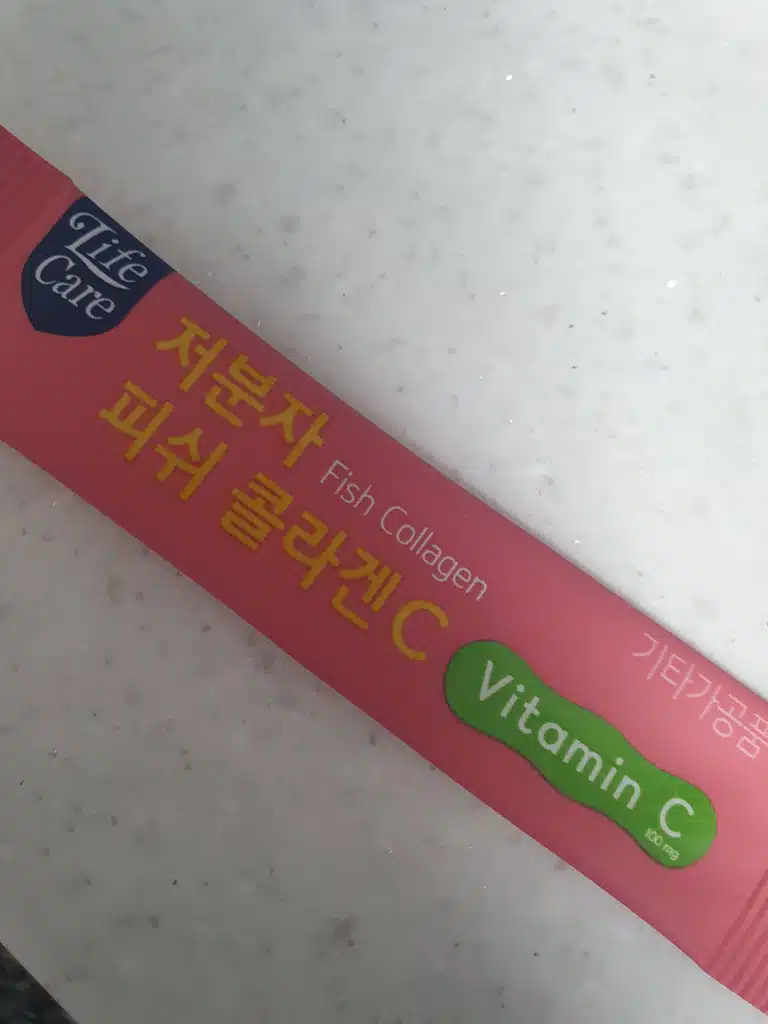 Life
Care
저분자
피쉬 콜라겐 C
Fish Collagen
Vitamin C
100 mg
기타가공품